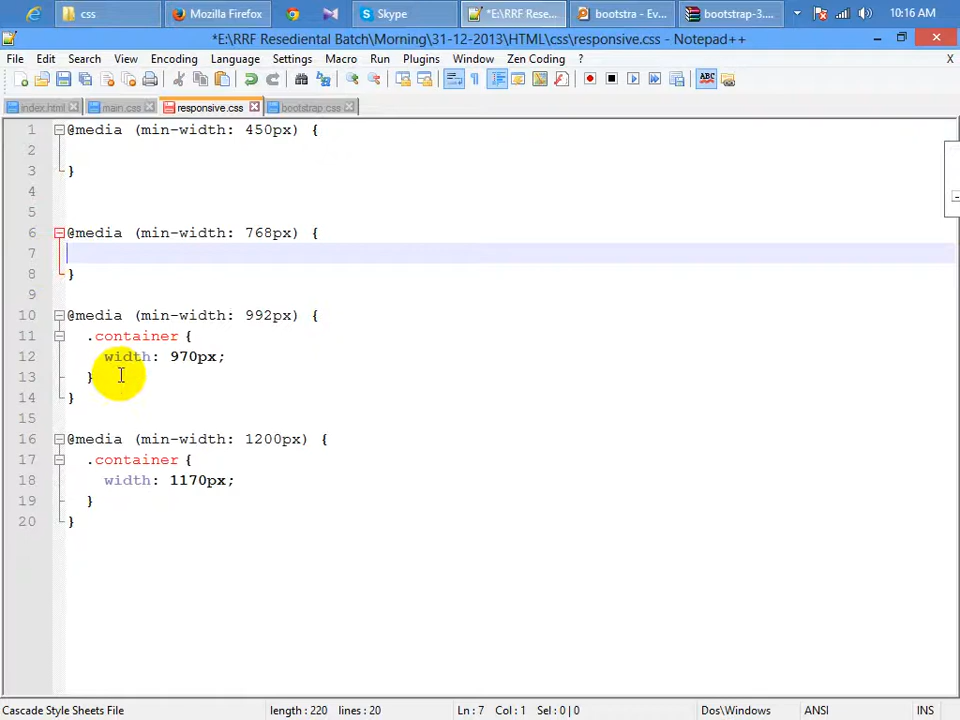 css
Mozilla Firefox
Skype
*E:\RRF Rese...
bootstra - Ev...
bootstrap-3....
10:16 AM
*E:\RRF Resediental Batch\Morning\31-12-2013\HTML\css\responsive.css - Notepad++
File Edit Search View Encoding Language Settings Macro Run Plugins Window Zen Coding ? X
index.html main.css responsive.css bootstrap.css
1 @media (min-width: 450px) {
2
3 }
4
5
6 @media (min-width: 768px) {
7
8 }
9
10 @media (min-width: 992px) {
11 .container {
12 width: 970px;
13 }
14 }
15
16 @media (min-width: 1200px) {
17 .container {
18 width: 1170px;
19 }
20 }
Cascade Style Sheets File length : 220 lines : 20 Ln : 7 Col : 1 Sel : 0 | 0 Dos\Windows ANSI INS